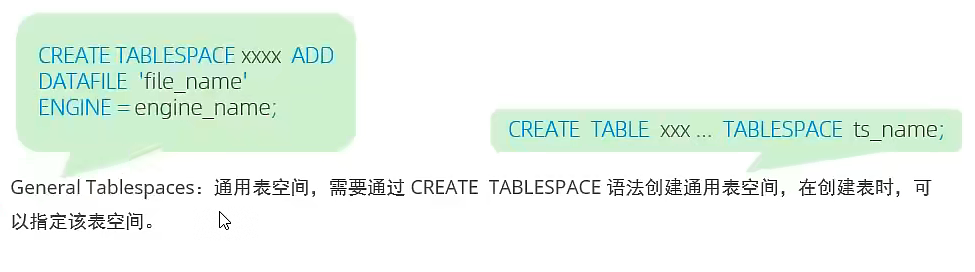 CREATE TABLESPACE xxxx ADD
DATAFILE 'file_name'
ENGINE = engine_name;
CREATE TABLE xxx ... TABLESPACE ts_name;
General Tablespaces：通用表空间，需要通过 CREATE TABLESPACE 语法创建通用表空间，在创建表时，可
以指定该表空间。